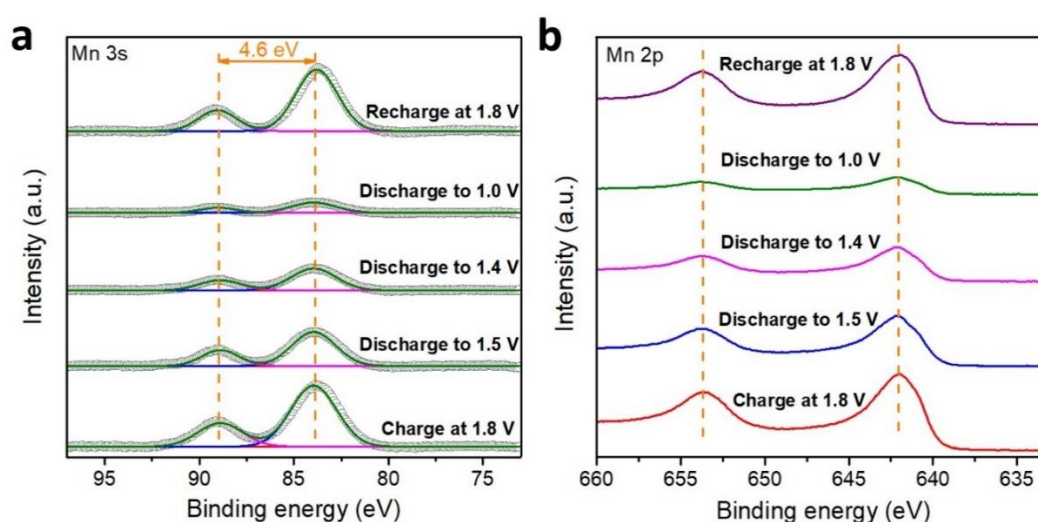 a
Mn 3s
4.6 eV
Recharge at 1.8 V
Discharge to 1.0 V
Discharge to 1.4 V
Discharge to 1.5 V
Charge at 1.8 V
Intensity (a.u.)
95 90 85 80 75
Binding energy (eV)
b
Mn 2p
Recharge at 1.8 V
Discharge to 1.0 V
Discharge to 1.4 V
Discharge to 1.5 V
Charge at 1.8 V
Intensity (a.u.)
660 655 650 645 640 635
Binding energy (eV)